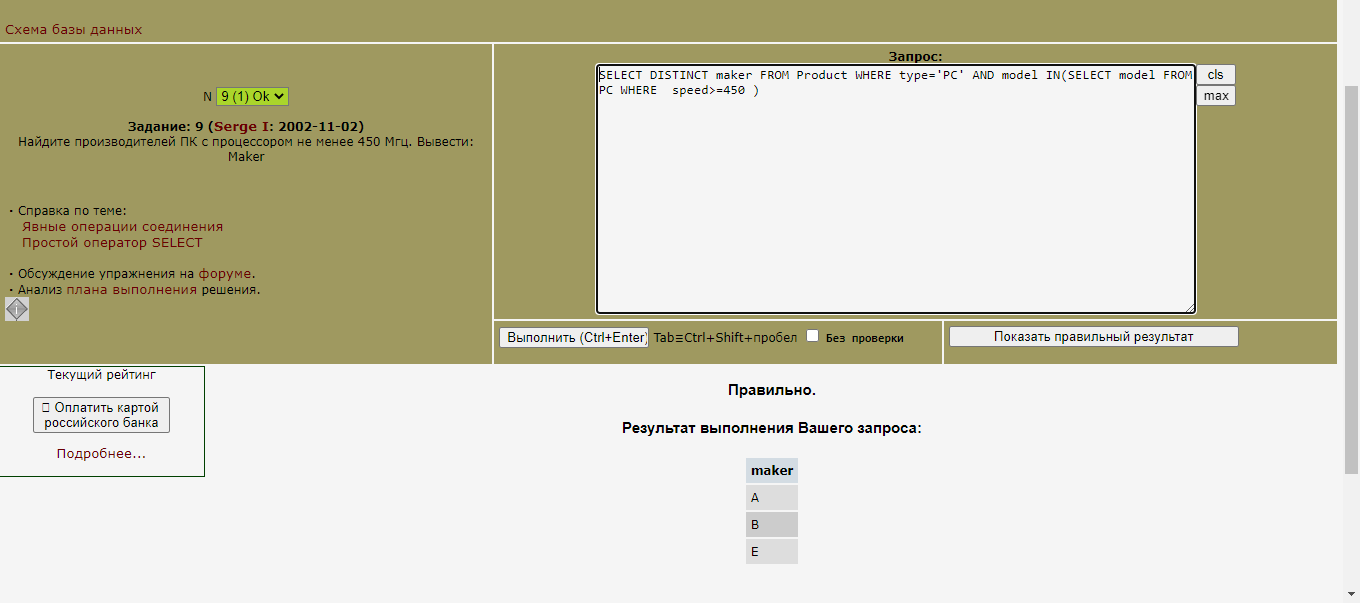 Схема базы данных
Запрос:
SELECT DISTINCT maker FROM Product WHERE type='PC' AND model IN(SELECT model FROM
PC WHERE  speed>=450 )
cls
max
N 9 (1) Ok
Задание: 9 (Serge I: 2002-11-02)
Найдите производителей ПК с процессором не менее 450 Мгц. Вывести:
Maker
· Справка по теме:
Явные операции соединения
Простой оператор SELECT
· Обсуждение упражнения на форуме.
· Анализ плана выполнения решения.
Выполнить (Ctrl+Enter) Tab≡Ctrl+Shift+пробел Без проверки
Показать правильный результат
Текущий рейтинг
Оплатить картой
российского банка
Подробнее...
Правильно.
Результат выполнения Вашего запроса:
maker
A
B
E